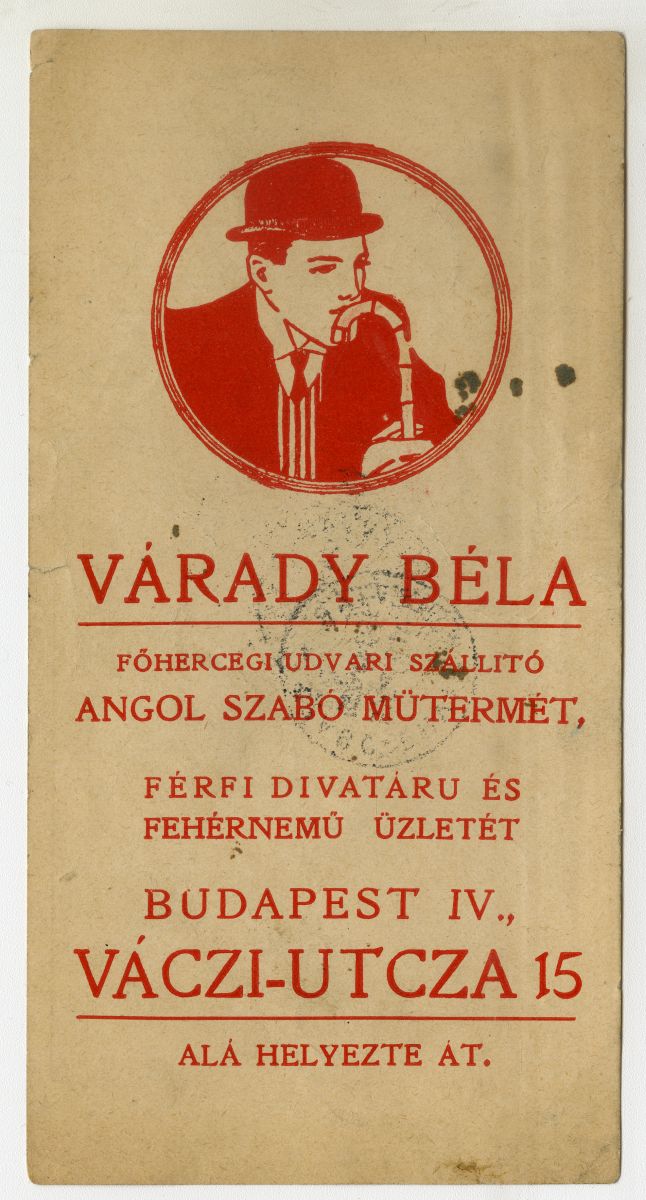 VÁRADY BÉLA
FŐHERCEGI UDVARI SZÁLLITÓ
ANGOL SZABÓ MŰTERMÉT,
FÉRFI DIVATÁRU ÉS
FEHÉRNEMŰ ÜZLETÉT
BUDAPEST IV.,
VÁCZI-UTCZA 15
ALÁ HELYEZTE ÁT.